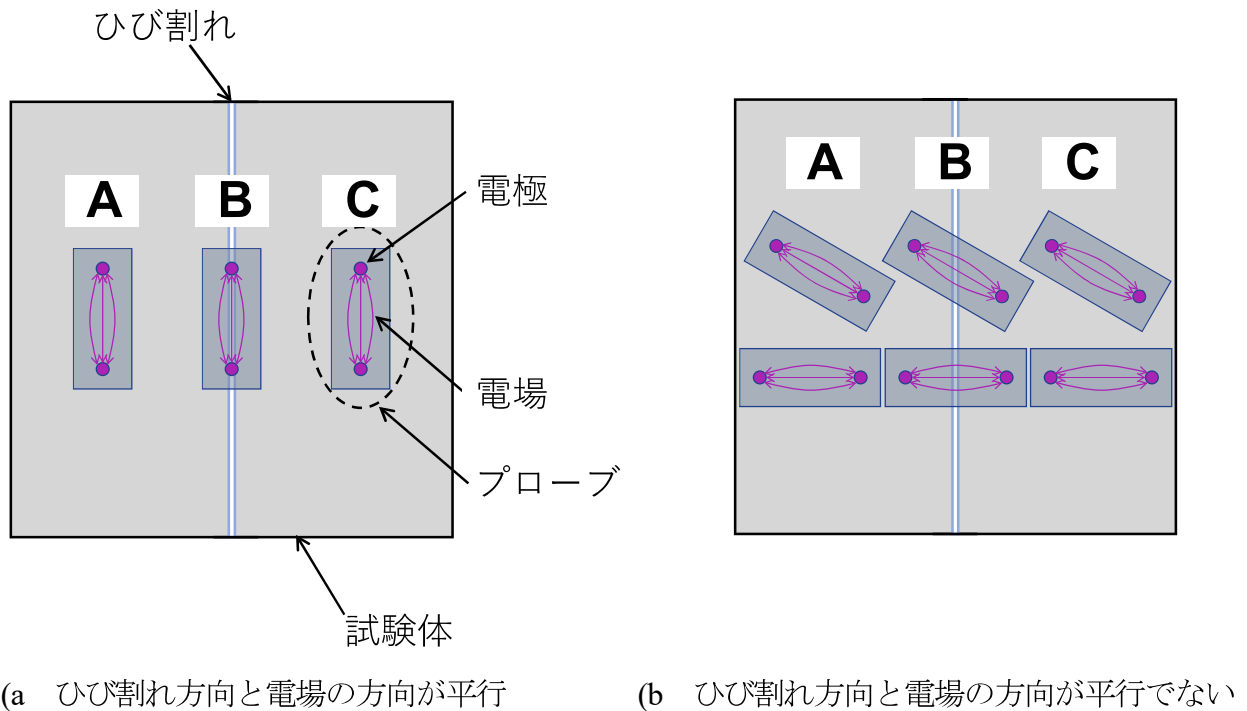 ひび割れ
A B C
電極
電場
プローブ
試験体
A B C
(a ひび割れ方向と電場の方向が平行
(b ひび割れ方向と電場の方向が平行でない